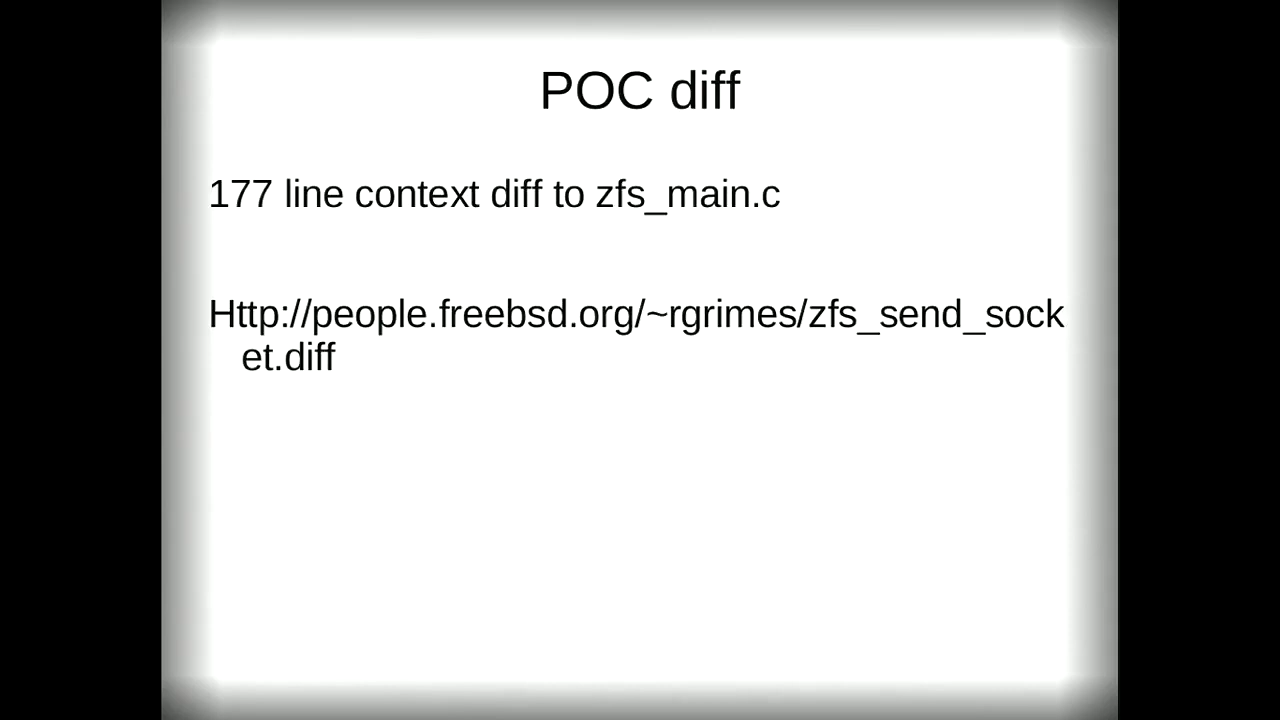 POC diff
177 line context diff to zfs_main.c
Http://people.freebsd.org/~rgrimes/zfs_send_sock
et.diff